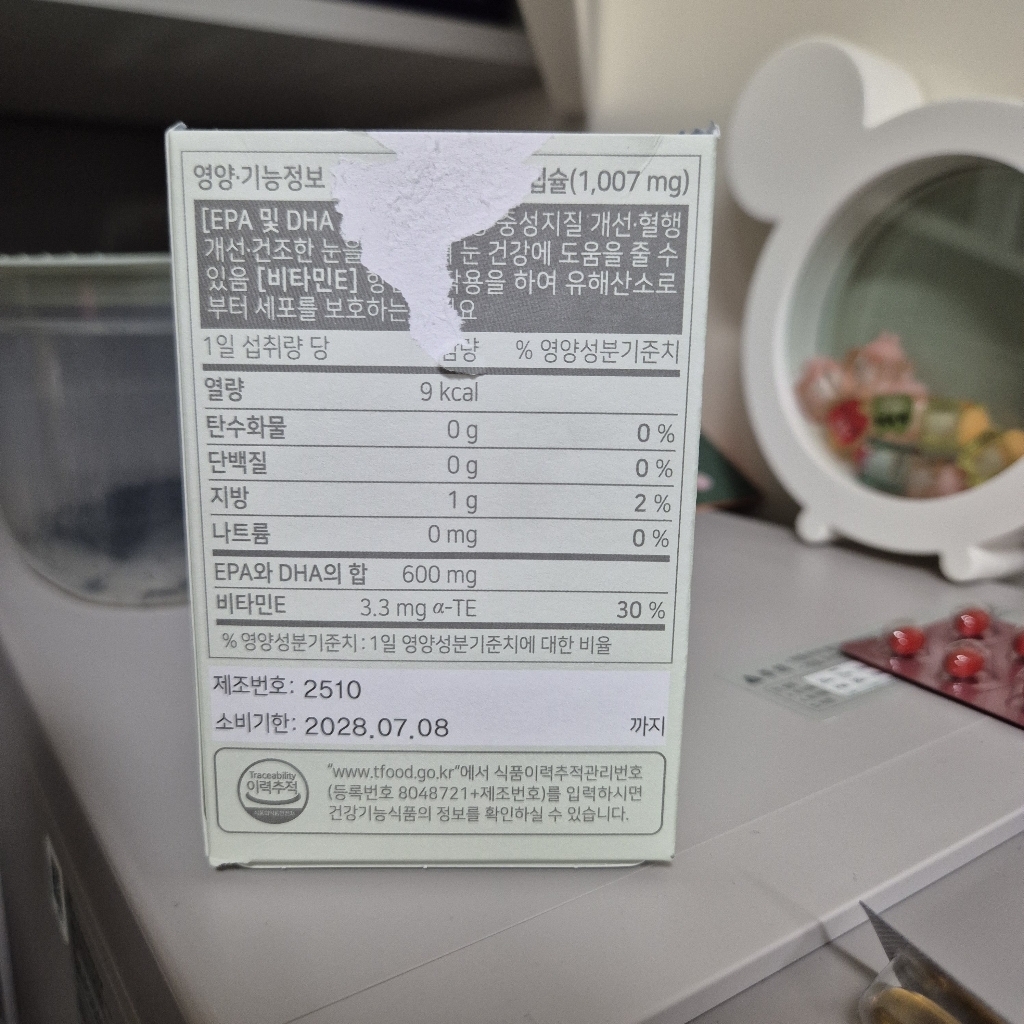 영양·기능정보
(1,007 mg)
[EPA 및 DHA 중성지질 개선·혈행
개선·건조한 눈을 눈 건강에 도움을 줄 수
있음 [비타민E] 하여 유해산소로
부터 세포를 보호하는
1일 섭취량 당 % 영양성분기준치
열량 9 kcal
탄수화물 0 g 0 %
단백질 0 g 0 %
지방 1 g 2 %
나트륨 0 mg 0 %
EPA와 DHA의 합 600 mg
비타민E 3.3 mg α-TE 30 %
% 영양성분기준치 : 1일 영양성분기준치에 대한 비율
제조번호: 2510
소비기한: 2028.07.08 까지
Traceability
이력추적
"www.tfood.go.kr"에서 식품이력추적관리번호
(등록번호 8048721+제조번호)를 입력하시면
건강기능식품의 정보를 확인하실 수 있습니다.